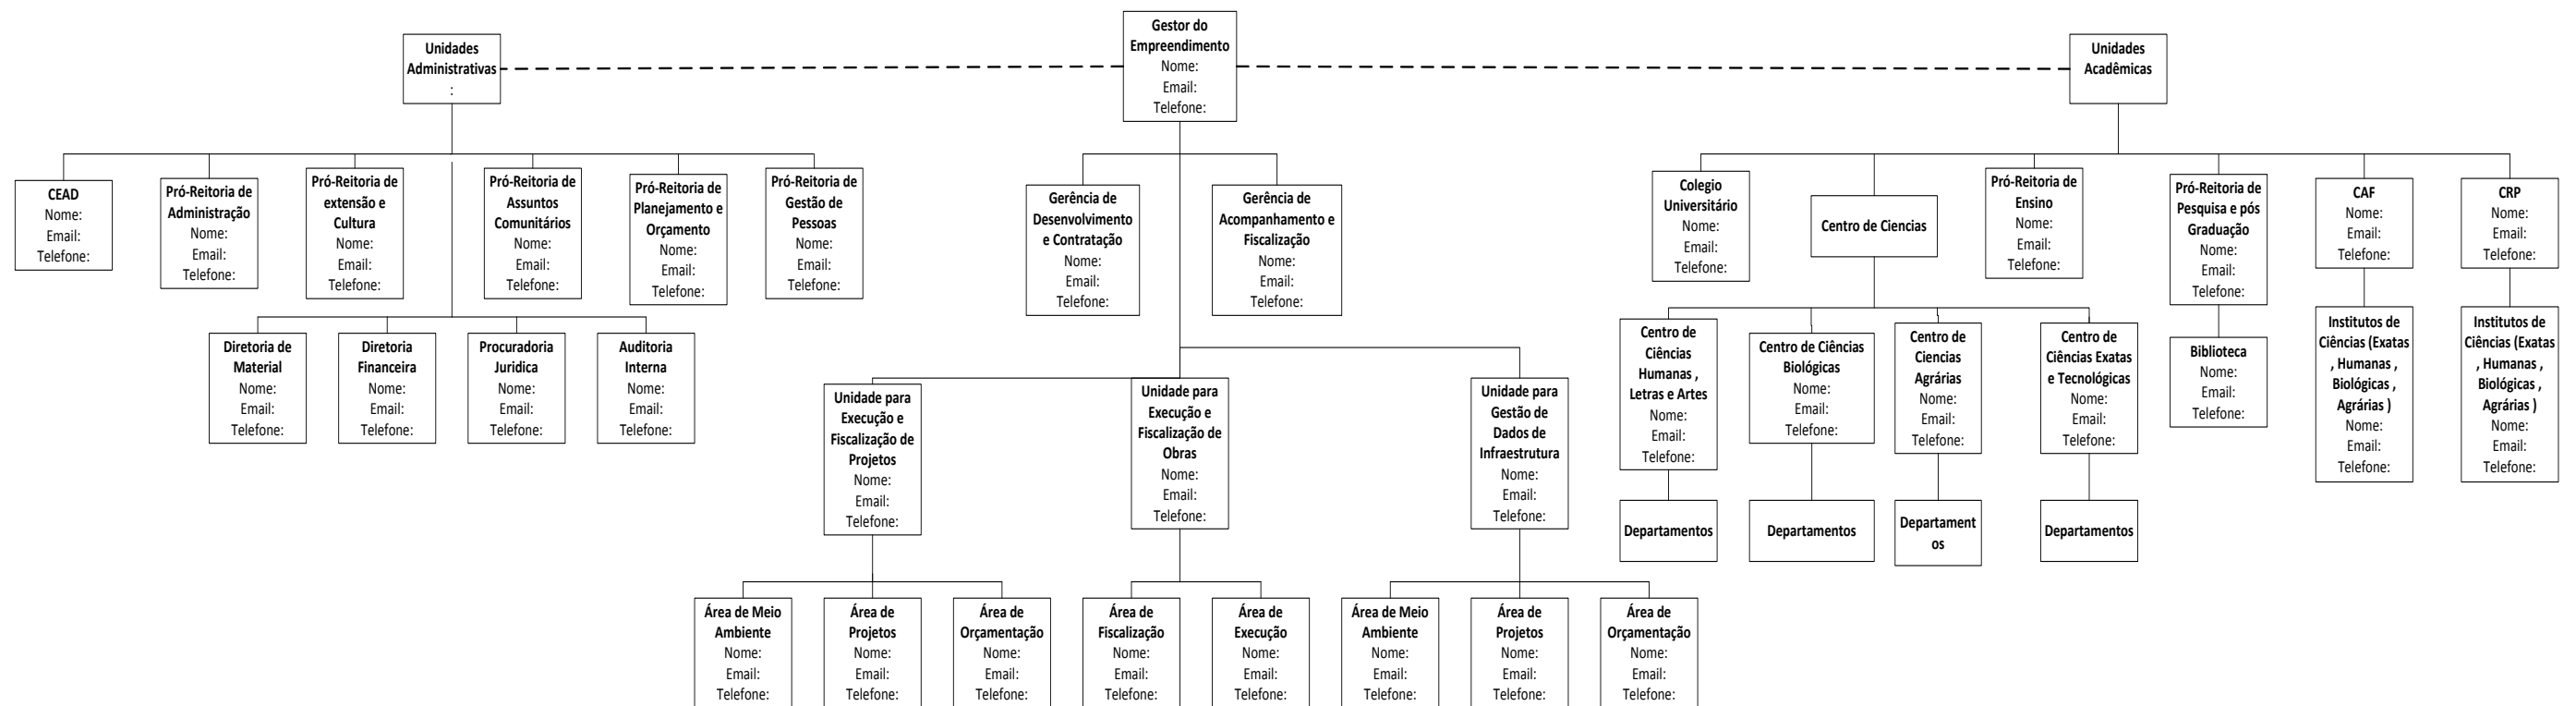 Gestor do
Empreendimento
Nome:
Email:
Telefone:
Unidades
Administrativas
:
Unidades
Acadêmicas
CEAD
Nome:
Email:
Telefone:
Pró-Reitoria de
Administração
Nome:
Email:
Telefone:
Pró-Reitoria de
extensão e
Cultura
Nome:
Email:
Telefone:
Pró-Reitoria de
Assuntos
Comunitários
Nome:
Email:
Telefone:
Pró-Reitoria de
Planejamento e
Orçamento
Nome:
Email:
Telefone:
Pró-Reitoria de
Gestão de
Pessoas
Nome:
Email:
Telefone:
Diretoria de
Material
Nome:
Email:
Telefone:
Diretoria
Financeira
Nome:
Email:
Telefone:
Procuradoria
Juridica
Nome:
Email:
Telefone:
Auditoria
Interna
Nome:
Email:
Telefone:
Gerência de
Desenvolvimento
e Contratação
Nome:
Email:
Telefone:
Gerência de
Acompanhamento e
Fiscalização
Nome:
Email:
Telefone:
Unidade para
Execução e
Fiscalização de
Projetos
Nome:
Email:
Telefone:
Unidade para
Execução e
Fiscalização de
Obras
Nome:
Email:
Telefone:
Unidade para
Gestão de
Dados de
Infraestrutura
Nome:
Email:
Telefone:
Área de Meio
Ambiente
Nome:
Email:
Telefone:
Área de
Projetos
Nome:
Email:
Telefone:
Área de
Orçamentação
Nome:
Email:
Telefone:
Área de
Fiscalização
Nome:
Email:
Telefone:
Área de
Execução
Nome:
Email:
Telefone:
Área de Meio
Ambiente
Nome:
Email:
Telefone:
Área de
Projetos
Nome:
Email:
Telefone:
Área de
Orçamentação
Nome:
Email:
Telefone:
Colegio
Universitário
Nome:
Email:
Telefone:
Centro de Ciencias
Pró-Reitoria de
Ensino
Nome:
Email:
Telefone:
Pró-Reitoria de
Pesquisa e pós
Graduação
Nome:
Email:
Telefone:
CAF
Nome:
Email:
Telefone:
CRP
Nome:
Email:
Telefone:
Centro de
Ciências
Humanas ,
Letras e Artes
Nome:
Email:
Telefone:
Centro de Ciências
Biológicas
Nome:
Email:
Telefone:
Centro de
Ciencias
Agrárias
Nome:
Email:
Telefone:
Centro de
Ciências Exatas
e Tecnológicas
Nome:
Email:
Telefone:
Biblioteca
Nome:
Email:
Telefone:
Institutos de
Ciências (Exatas
, Humanas ,
Biológicas ,
Agrárias )
Nome:
Email:
Telefone:
Institutos de
Ciências (Exatas
, Humanas ,
Biológicas ,
Agrárias )
Nome:
Email:
Telefone:
Departamentos
Departamentos
Departament
os
Departamentos